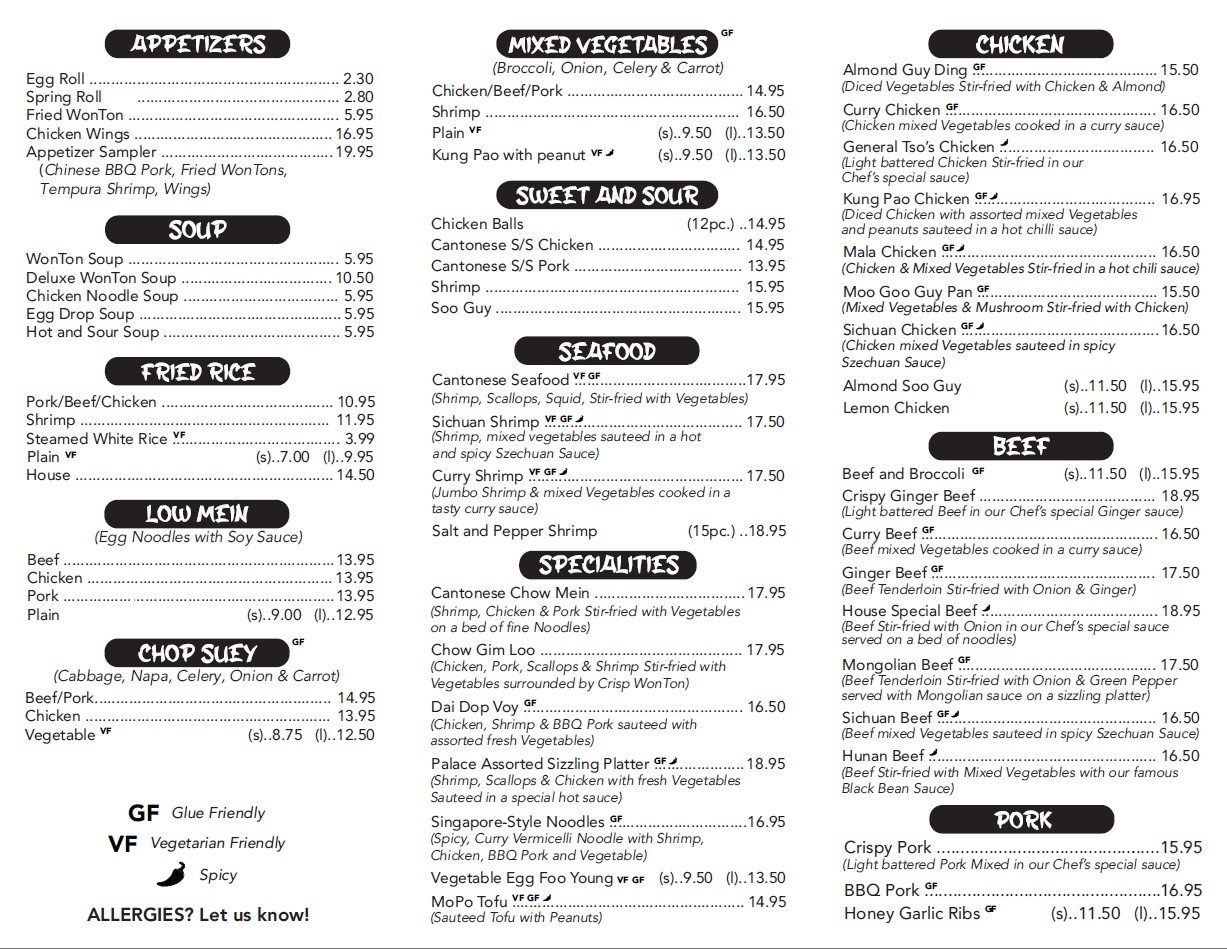 APPETIZERS
Egg Roll ........................................................ 2.30
Spring Roll .............................................. 2.80
Fried WonTon ................................................ 5.95
Chicken Wings ............................................. 16.95
Appetizer Sampler ....................................... 19.95
(Chinese BBQ Pork, Fried WonTons,
Tempura Shrimp, Wings)
SOUP
WonTon Soup ................................................ 5.95
Deluxe WonTon Soup .................................. 10.50
Chicken Noodle Soup ................................... 5.95
Egg Drop Soup .............................................. 5.95
Hot and Sour Soup ........................................ 5.95
FRIED RICE
Pork/Beef/Chicken ....................................... 10.95
Shrimp .......................................................... 11.95
Steamed White Rice VF ...................................... 3.99
Plain VF (s)..7.00 (l)..9.95
House ........................................................... 14.50
LOW MEIN
(Egg Noodles with Soy Sauce)
Beef .............................................................. 13.95
Chicken ........................................................ 13.95
Pork .............................................................. 13.95
Plain (s)..9.00 (l)..12.95
CHOP SUEY GF
(Cabbage, Napa, Celery, Onion & Carrot)
Beef/Pork...................................................... 14.95
Chicken ........................................................ 13.95
Vegetable VF (s)..8.75 (l)..12.50
GF Glue Friendly
VF Vegetarian Friendly
Spicy
ALLERGIES? Let us know!
MIXED VEGETABLES GF
(Broccoli, Onion, Celery & Carrot)
Chicken/Beef/Pork ........................................ 14.95
Shrimp .......................................................... 16.50
Plain VF (s)..9.50 (l)..13.50
Kung Pao with peanut VF (s)..9.50 (l)..13.50
SWEET AND SOUR
Chicken Balls (12pc.) ..14.95
Cantonese S/S Chicken ................................. 14.95
Cantonese S/S Pork ...................................... 13.95
Shrimp .......................................................... 15.95
Soo Guy ........................................................ 15.95
SEAFOOD
Cantonese Seafood VF GF .......................................17.95
(Shrimp, Scallops, Squid, Stir-fried with Vegetables)
Sichuan Shrimp VF GF ............................................. 17.50
(Shrimp, mixed vegetables sauteed in a hot
and spicy Szechuan Sauce)
Curry Shrimp VF GF ................................................. 17.50
(Jumbo Shrimp & mixed Vegetables cooked in a
tasty curry sauce)
Salt and Pepper Shrimp (15pc.) ..18.95
SPECIALITIES
Cantonese Chow Mein .................................. 17.95
(Shrimp, Chicken & Pork Stir-fried with Vegetables
on a bed of fine Noodles)
Chow Gim Loo .............................................. 17.95
(Chicken, Pork, Scallops & Shrimp Stir-fried with
Vegetables surrounded by Crisp WonTon)
Dai Dop Voy GF ................................................. 16.50
(Chicken, Shrimp & BBQ Pork sauteed with
assorted fresh Vegetables)
Palace Assorted Sizzling Platter GF ..................... 18.95
(Shrimp, Scallops & Chicken with fresh Vegetables
Sauteed in a special hot sauce)
Singapore-Style Noodles GF ...............................16.95
(Spicy, Curry Vermicelli Noodle with Shrimp,
Chicken, BBQ Pork and Vegetable)
Vegetable Egg Foo Young VF GF (s)..9.50 (l)..13.50
MoPo Tofu VF GF .................................................... 14.95
(Sauteed Tofu with Peanuts)
CHICKEN
Almond Guy Ding GF .......................................... 15.50
(Diced Vegetables Stir-fried with Chicken & Almond)
Curry Chicken GF ................................................ 16.50
(Chicken mixed Vegetables cooked in a curry sauce)
General Tso's Chicken ................................... 16.50
(Light battered Chicken Stir-fried in our
Chef's special sauce)
Kung Pao Chicken GF ......................................... 16.95
(Diced Chicken with assorted mixed Vegetables
and peanuts sauteed in a hot chilli sauce)
Mala Chicken GF ................................................. 16.50
(Chicken & Mixed Vegetables Stir-fried in a hot chili sauce)
Moo Goo Guy Pan GF ......................................... 15.50
(Mixed Vegetables & Mushroom Stir-fried with Chicken)
Sichuan Chicken GF ............................................. 16.50
(Chicken mixed Vegetables sauteed in spicy
Szechuan Sauce)
Almond Soo Guy (s)..11.50 (l)..15.95
Lemon Chicken (s)..11.50 (l)..15.95
BEEF
Beef and Broccoli GF (s)..11.50 (l)..15.95
Crispy Ginger Beef ........................................ 18.95
(Light battered Beef in our Chef's special Ginger sauce)
Curry Beef GF ..................................................... 16.50
(Beef mixed Vegetables cooked in a curry sauce)
Ginger Beef GF ................................................... 17.50
(Beef Tenderloin Stir-fried with Onion & Ginger)
House Special Beef ....................................... 18.95
(Beef Stir-fried with Onion in our Chef's special sauce
served on a bed of noodles)
Mongolian Beef GF ............................................. 17.50
(Beef Tenderloin Stir-fried with Onion & Green Pepper
served with Mongolian sauce on a sizzling platter)
Sichuan Beef GF .................................................. 16.50
(Beef mixed Vegetables sauteed in spicy Szechuan Sauce)
Hunan Beef ................................................... 16.50
(Beef Stir-fried with Mixed Vegetables with our famous
Black Bean Sauce)
PORK
Crispy Pork ...................................................15.95
(Light battered Pork Mixed in our Chef's special sauce)
BBQ Pork GF .....................................................16.95
Honey Garlic Ribs GF (s)..11.50 (l)..15.95